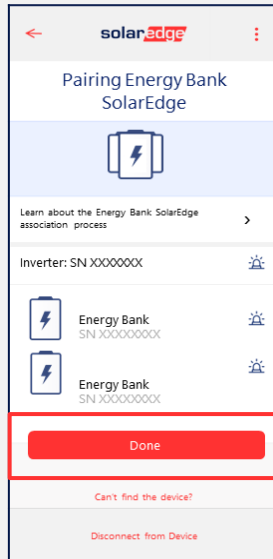 solaredge
Pairing Energy Bank
SolarEdge
Learn about the Energy Bank SolarEdge
association process
Inverter: SN XXXXXXX
Energy Bank
SN XXXXXXXX
Energy Bank
SN XXXXXXXX
Done
Can't find the device?
Disconnect from Device